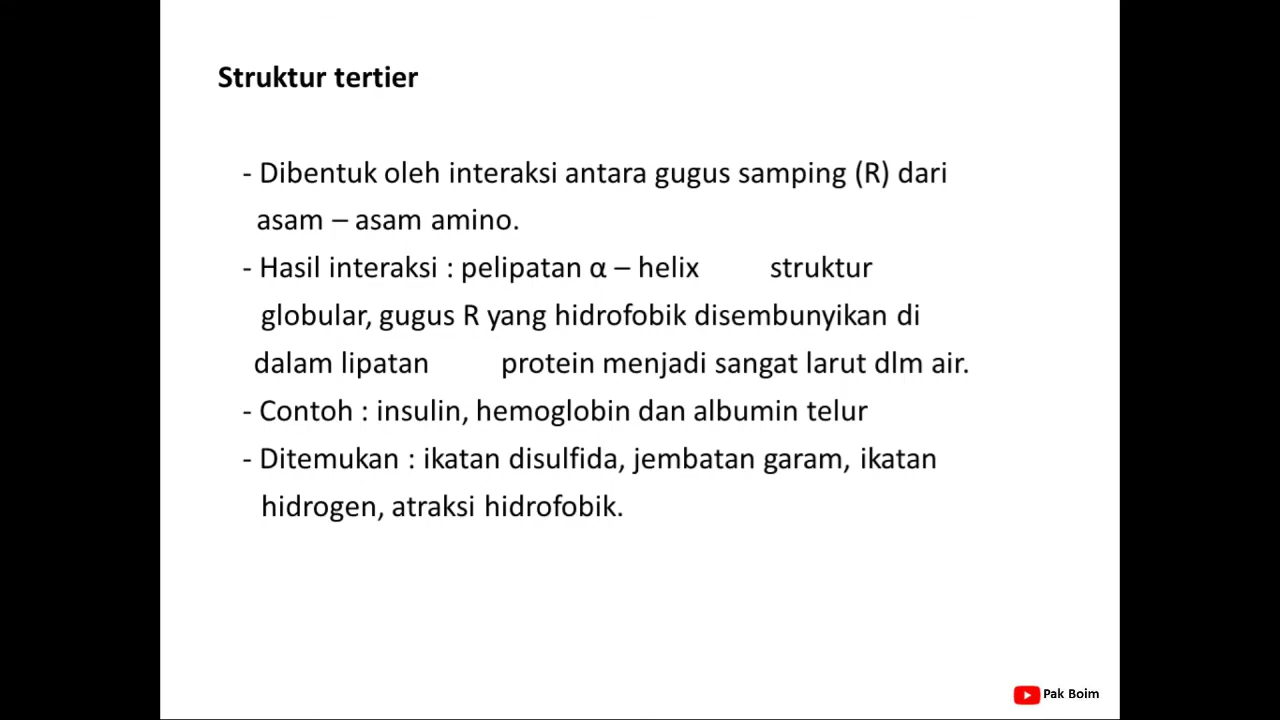 Struktur tertier
- Dibentuk oleh interaksi antara gugus samping (R) dari
asam – asam amino.
- Hasil interaksi : pelipatan α – helix struktur
globular, gugus R yang hidrofobik disembunyikan di
dalam lipatan protein menjadi sangat larut dlm air.
- Contoh : insulin, hemoglobin dan albumin telur
- Ditemukan : ikatan disulfida, jembatan garam, ikatan
hidrogen, atraksi hidrofobik.
Pak Boim